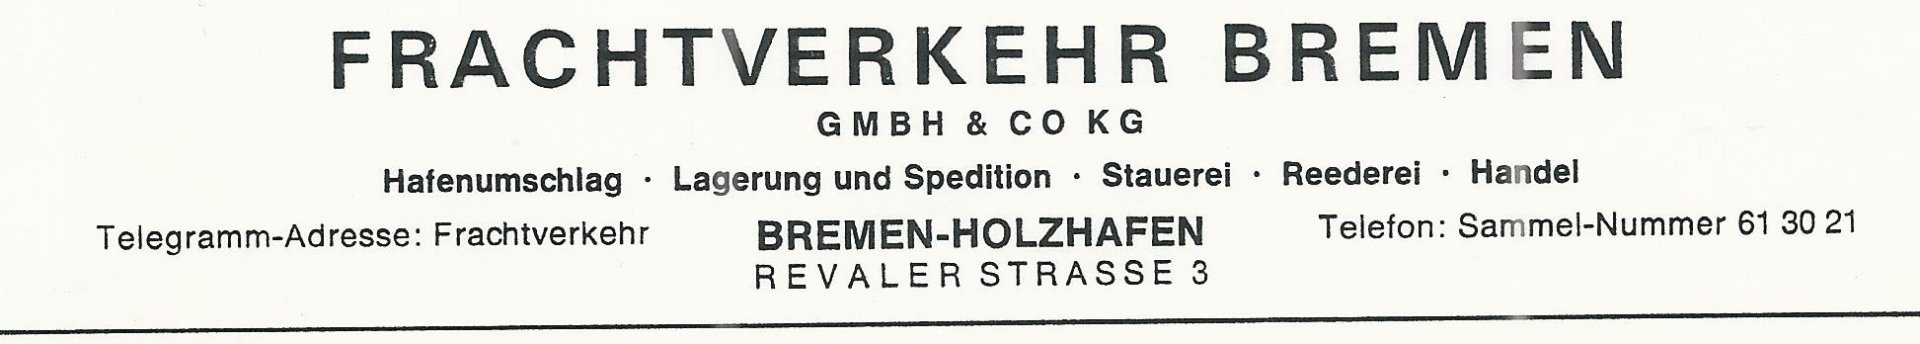 FRACHTVERKEHR BREMEN
GMBH & CO KG
Hafenumschlag · Lagerung und Spedition · Stauerei · Reederei · Handel
Telegramm-Adresse: Frachtverkehr BREMEN-HOLZHAFEN Telefon: Sammel-Nummer 61 30 21
REVALER STRASSE 3